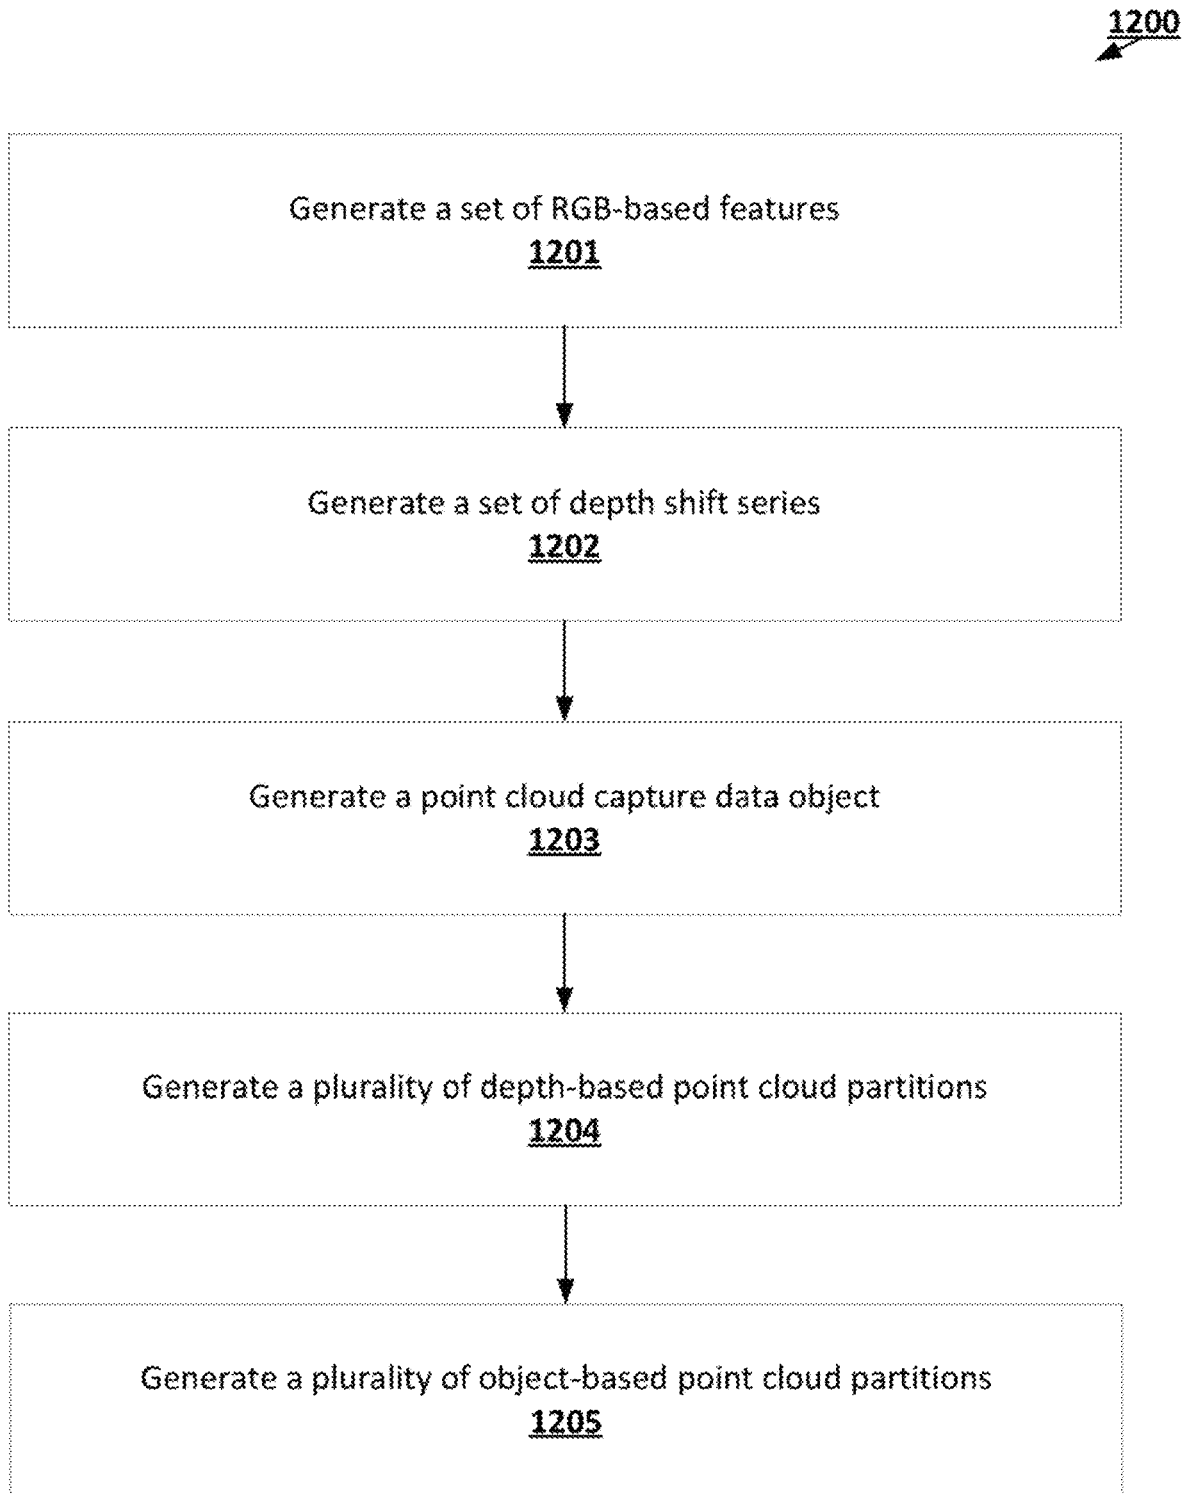 1200
Generate a set of RGB-based features
1201
Generate a set of depth shift series
1202
Generate a point cloud capture data object
1203
Generate a plurality of depth-based point cloud partitions
1204
Generate a plurality of object-based point cloud partitions
1205